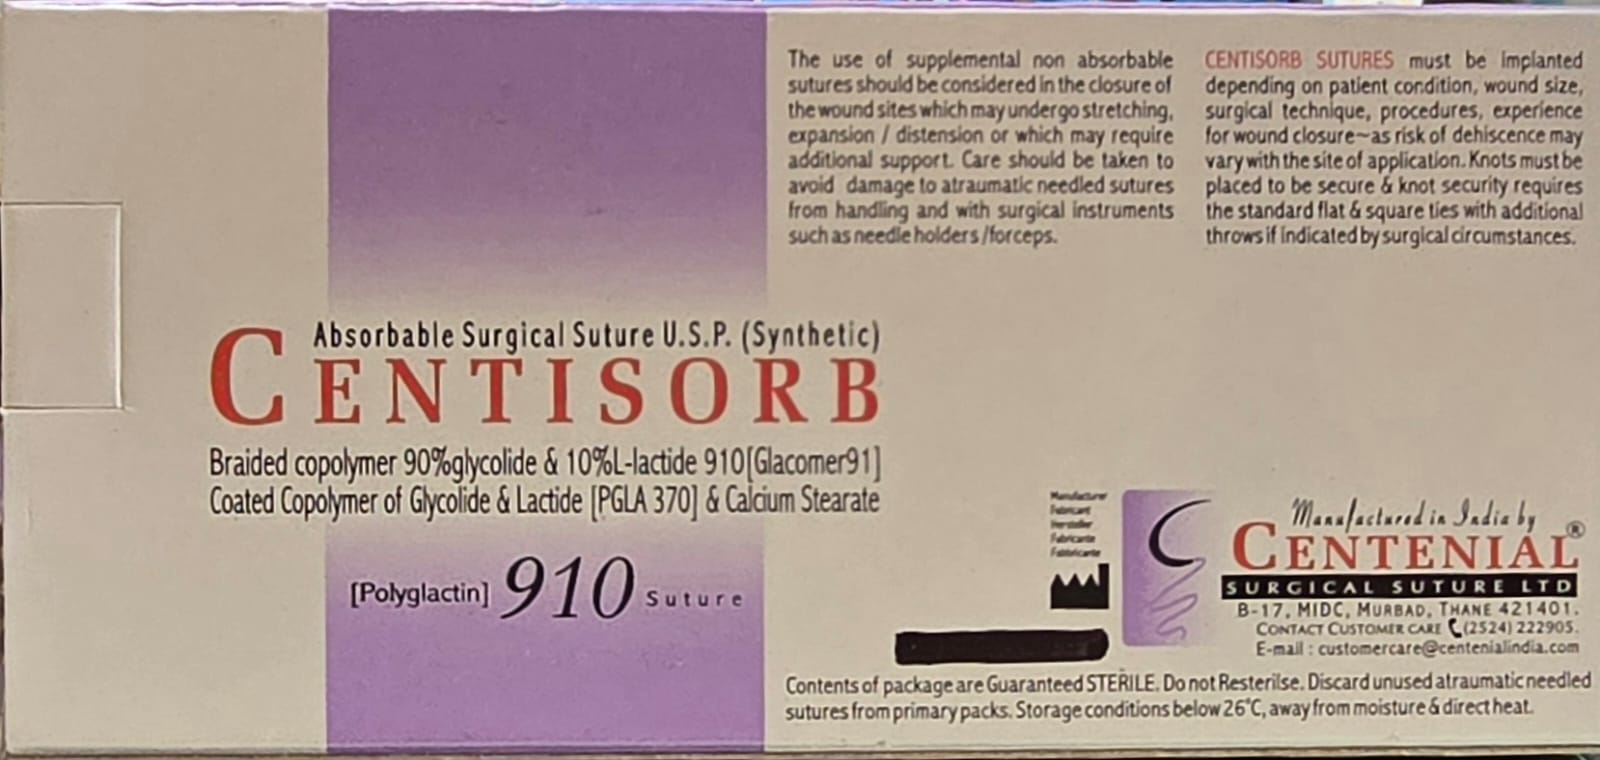 The use of supplemental non absorbable
sutures should be considered in the closure of
the wound sites which may undergo stretching,
expansion / distension or which may require
additional support. Care should be taken to
avoid damage to atraumatic needled sutures
from handling and with surgical instruments
such as needle holders /forceps.
CENTISORB SUTURES must be implanted
depending on patient condition, wound size,
surgical technique, procedures, experience
for wound closure~as risk of dehiscence may
vary with the site of application. Knots must be
placed to be secure & knot security requires
the standard flat & square ties with additional
throws if indicated by surgical circumstances.
Absorbable Surgical Suture U.S.P. (Synthetic)
CENTISORB
Braided copolymer 90%glycolide & 10%L-lactide 910[Glacomer91]
Coated Copolymer of Glycolide & Lactide [PGLA 370] & Calcium Stearate
[Polyglactin] 910 Suture
Manufacturer
Fabricant
Hersteller
Fabricante
Fabbricante
Manufactured in India by
CENTENIAL®
SURGICAL SUTURE LTD
B-17, MIDC, MURBAD, THANE 421401.
CONTACT CUSTOMER CARE (2524) 222905.
E-mail : customercare@centenialindia.com
Contents of package are Guaranteed STERILE. Do not Resterilse. Discard unused atraumatic needled
sutures from primary packs. Storage conditions below 26°C, away from moisture & direct heat.